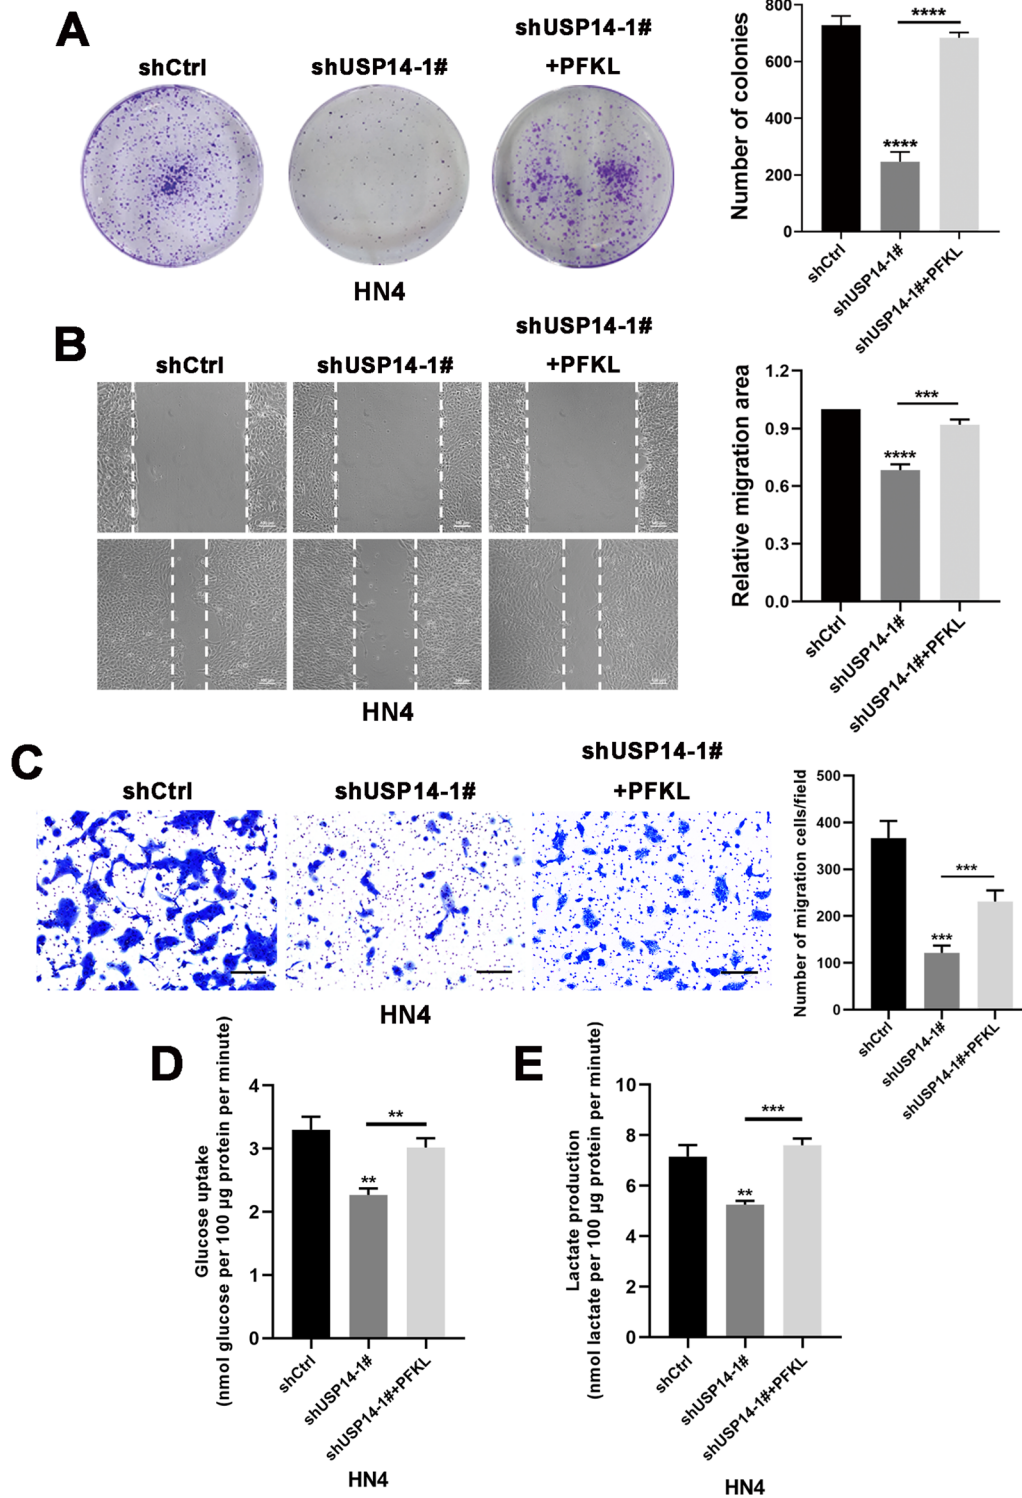 A
shCtrl
shUSP14-1#
shUSP14-1#
+PFKL
HN4
Number of colonies
800
600
400
200
0
****
****
shCtrl
shUSP14-1#
shUSP14-1#+PFKL
B
shCtrl
shUSP14-1#
shUSP14-1#
+PFKL
HN4
Relative migration area
1.2
0.9
0.6
0.3
0.0
****
***
shCtrl
shUSP14-1#
shUSP14-1#+PFKL
C
shCtrl
shUSP14-1#
shUSP14-1#
+PFKL
HN4
Number of migration cells/field
500
400
300
200
100
0
***
***
shCtrl
shUSP14-1#
shUSP14-1#+PFKL
D
Glucose uptake
(nmol glucose per 100 µg protein per minute)
4
3
2
1
0
**
**
shCtrl
shUSP14-1#
shUSP14-1#+PFKL
HN4
E
Lactate production
(nmol lactate per 100 µg protein per minute)
10
8
6
4
2
0
**
***
shCtrl
shUSP14-1#
shUSP14-1#+PFKL
HN4